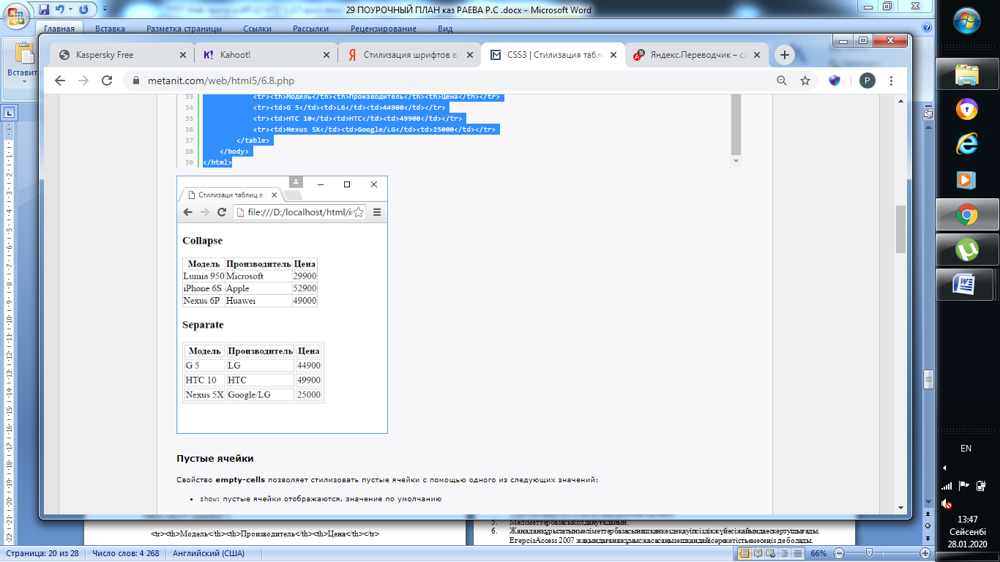 29 ПОУРОЧНЫЙ ПЛАН каз РАЕВА Р.С .docx - Microsoft Word
Главная Вставка Разметка страницы Ссылки Рассылки Рецензирование Вид
Вставит
Kaspersky Free
Kahoot!
Стилизация шрифтов в
CSS3 | Стилизация табли
Яндекс.Переводчик – сл
metanit.com/web/html5/6.8.php
P
33 <tr><th>Модель</th><th>Производитель</th><th>Цена</th></tr>
34 <tr><td>G 5</td><td>LG</td><td>44900</td></tr>
35 <tr><td>HTC 10</td><td>HTC</td><td>49900</td></tr>
36 <tr><td>Nexus 5X</td><td>Google/LG</td><td>25000</td></tr>
37 </table>
38 </body>
39 </html>
Стилизаци таблиц в
file:///D:/localhost/html/i
Collapse
Модель Производитель Цена
Lumia 950 Microsoft 29900
iPhone 6S Apple 52900
Nexus 6P Huawei 49000
Separate
Модель Производитель Цена
G 5 LG 44900
HTC 10 HTC 49900
Nexus 5X Google/LG 25000
Пустые ячейки
Свойство empty-cells позволяет стилизовать пустые ячейки с помощью одного из следующих значений:
• show: пустые ячейки отображаются, значение по умолчанию
<tr><th>Модель</th><th>Производитель</th><th>Цена</th></tr>
5. Мәліметтербазасықолдануғадайын.
6.
Страница: 20 из 28 Число слов: 4 268 Английский (США) 66%
EN
13:47
Сейсенбі
28.01.2020